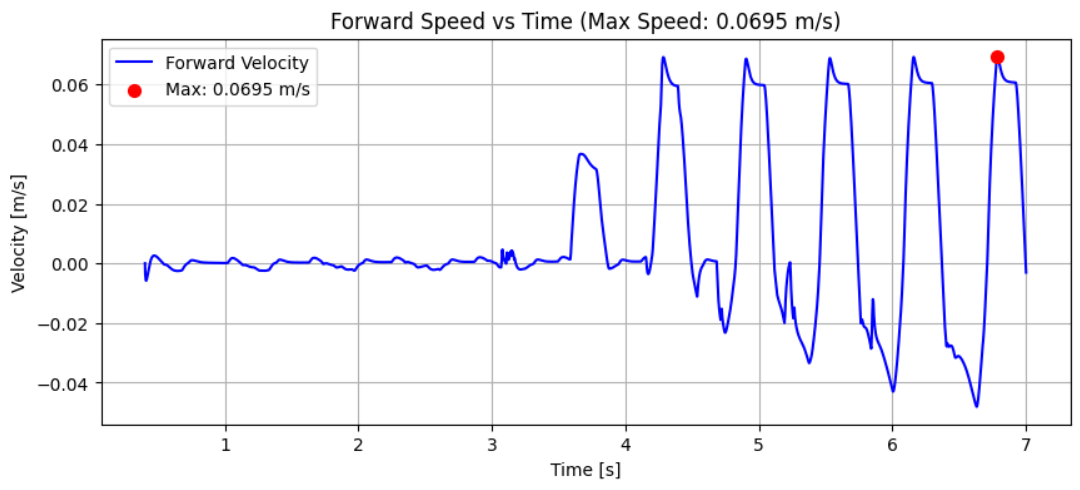 Forward Speed vs Time (Max Speed: 0.0695 m/s)
Forward Velocity
Max: 0.0695 m/s
Velocity [m/s]
0.06
0.04
0.02
0.00
−0.02
−0.04
1 2 3 4 5 6 7
Time [s]